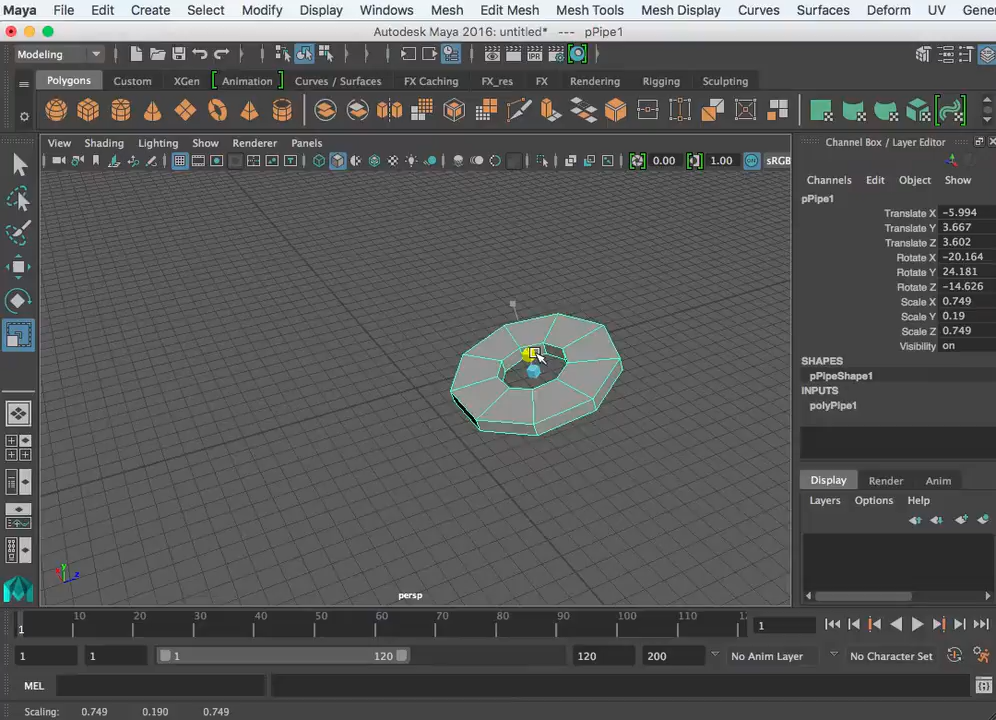 Maya File Edit Create Select Modify Display Windows Mesh Edit Mesh Mesh Tools Mesh Display Curves Surfaces Deform UV Gener
Autodesk Maya 2016: untitled* --- pPipe1
Modeling
Polygons Custom XGen Animation Curves / Surfaces FX Caching FX_res FX Rendering Rigging Sculpting
View Shading Lighting Show Renderer Panels
Channel Box / Layer Editor
0.00 1.00 sRGB
Channels Edit Object Show
pPipe1
Translate X -5.994
Translate Y 3.667
Translate Z 3.602
Rotate X -20.164
Rotate Y 24.181
Rotate Z -14.626
Scale X 0.749
Scale Y 0.19
Scale Z 0.749
Visibility on
SHAPES
pPipeShape1
INPUTS
polyPipe1
Display Render Anim
Layers Options Help
y
z
persp
1 10 20 30 40 50 60 70 80 90 100 110 1
1
1 1 1 120 120 200 No Anim Layer No Character Set
MEL
Scaling: 0.749 0.190 0.749